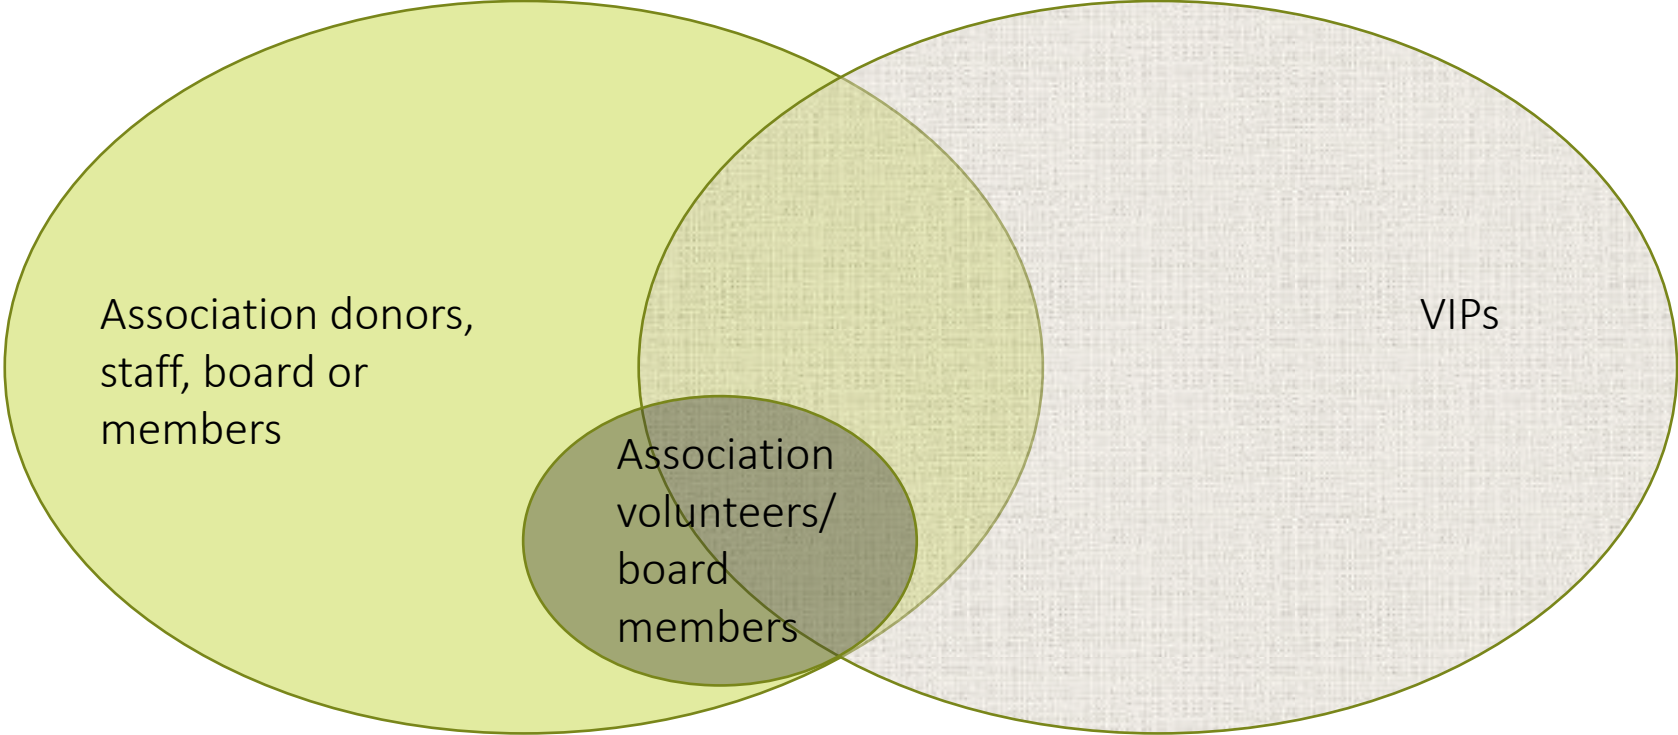 Association donors,
staff, board or
members
VIPs
Association
volunteers/
board
members